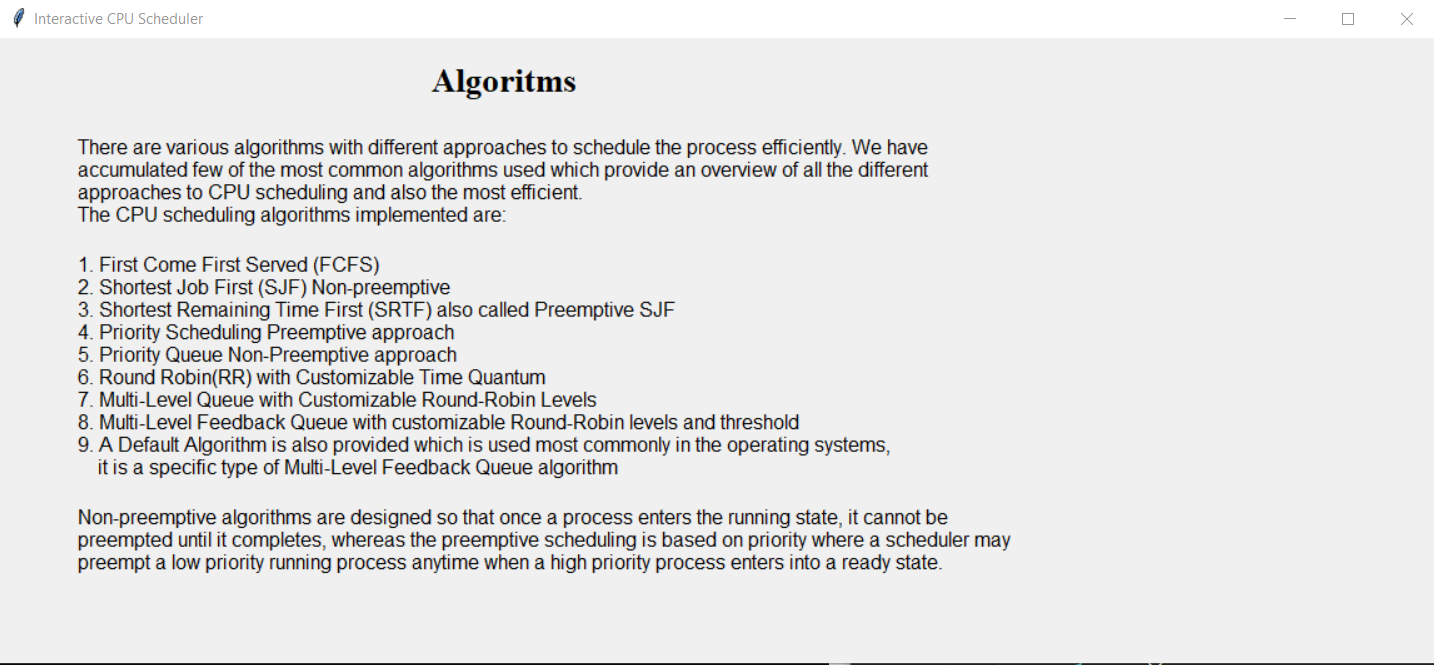 Interactive CPU Scheduler
Algoritms
There are various algorithms with different approaches to schedule the process efficiently. We have
accumulated few of the most common algorithms used which provide an overview of all the different
approaches to CPU scheduling and also the most efficient.
The CPU scheduling algorithms implemented are:
1. First Come First Served (FCFS)
2. Shortest Job First (SJF) Non-preemptive
3. Shortest Remaining Time First (SRTF) also called Preemptive SJF
4. Priority Scheduling Preemptive approach
5. Priority Queue Non-Preemptive approach
6. Round Robin(RR) with Customizable Time Quantum
7. Multi-Level Queue with Customizable Round-Robin Levels
8. Multi-Level Feedback Queue with customizable Round-Robin levels and threshold
9. A Default Algorithm is also provided which is used most commonly in the operating systems,
it is a specific type of Multi-Level Feedback Queue algorithm
Non-preemptive algorithms are designed so that once a process enters the running state, it cannot be
preempted until it completes, whereas the preemptive scheduling is based on priority where a scheduler may
preempt a low priority running process anytime when a high priority process enters into a ready state.